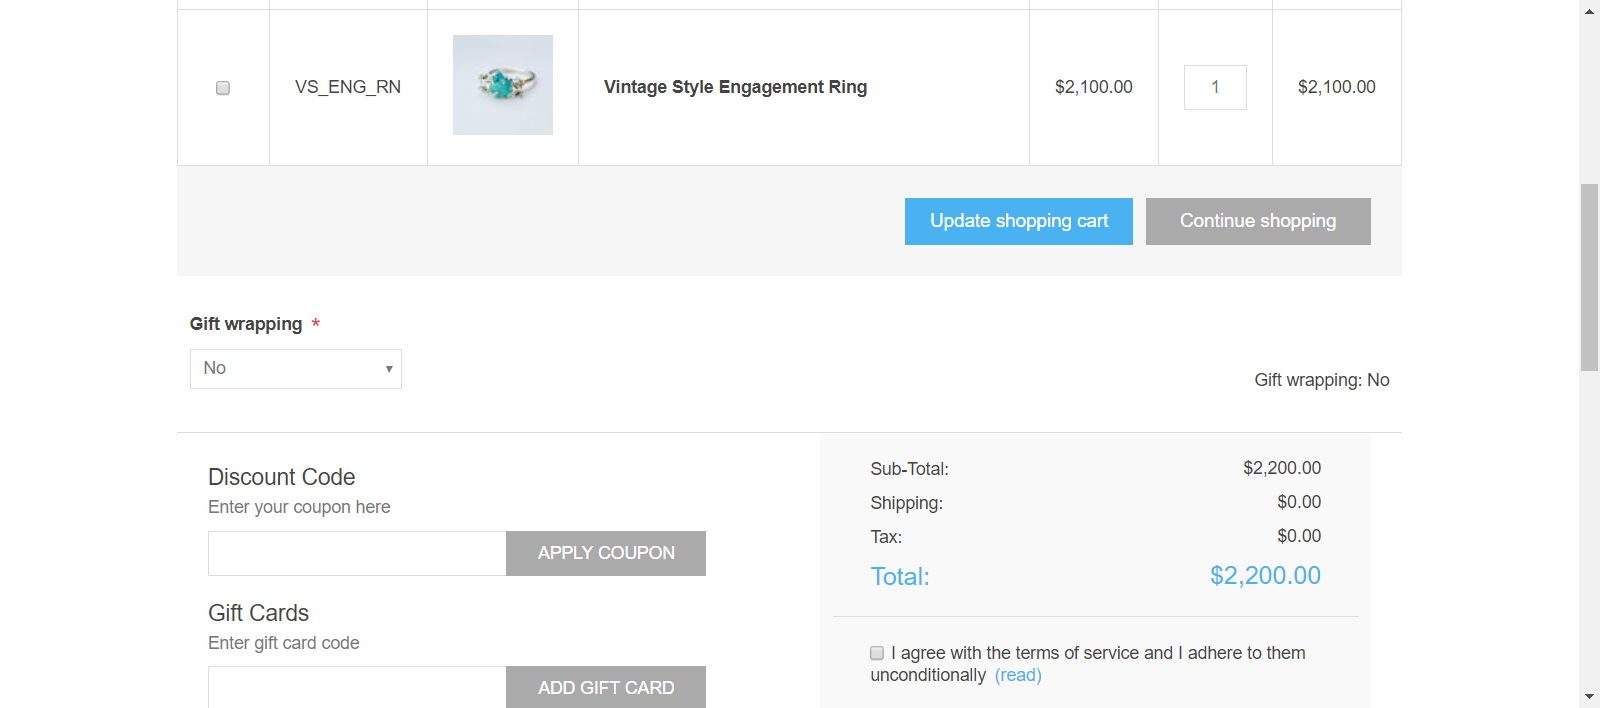 VS_ENG_RN Vintage Style Engagement Ring $2,100.00 1 $2,100.00
Update shopping cart Continue shopping
Gift wrapping *
No ▾
Gift wrapping: No
Discount Code
Enter your coupon here
APPLY COUPON
Gift Cards
Enter gift card code
ADD GIFT CARD
Sub-Total: $2,200.00
Shipping: $0.00
Tax: $0.00
Total: $2,200.00
I agree with the terms of service and I adhere to them
unconditionally (read)